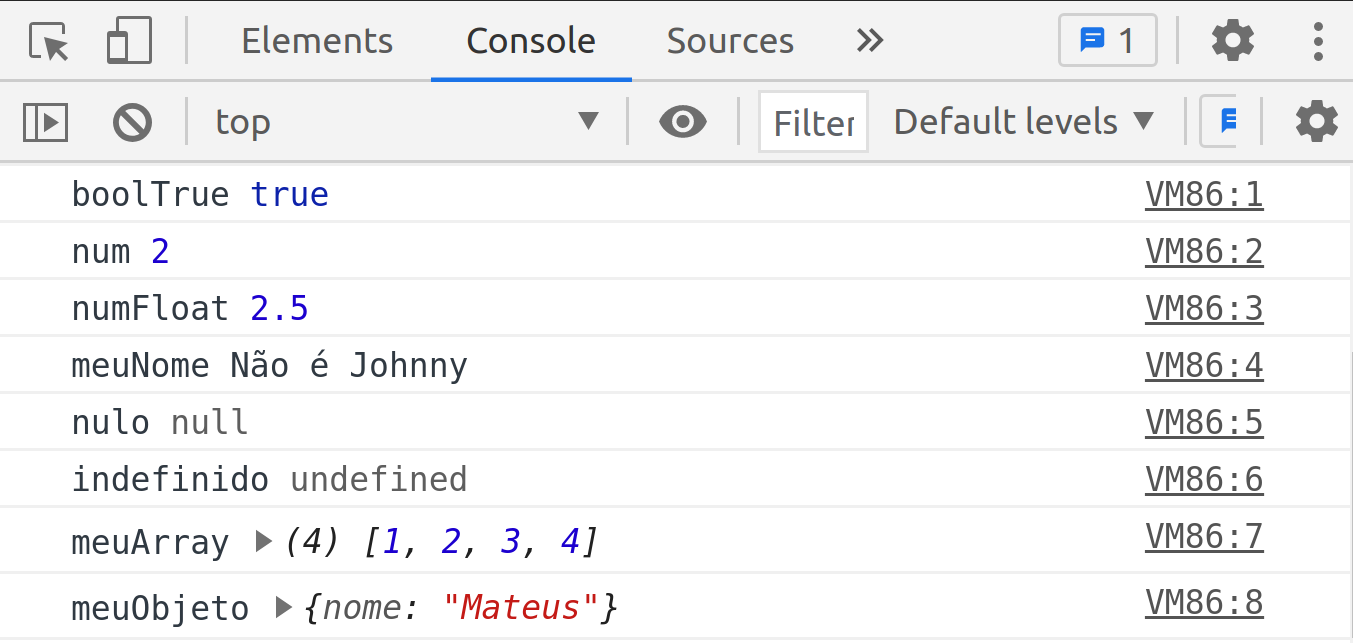 Elements Console Sources 1
top Filter Default levels
boolTrue true VM86:1
num 2 VM86:2
numFloat 2.5 VM86:3
meuNome Não é Johnny VM86:4
nulo null VM86:5
indefinido undefined VM86:6
meuArray (4) [1, 2, 3, 4] VM86:7
meuObjeto {nome: "Mateus"} VM86:8